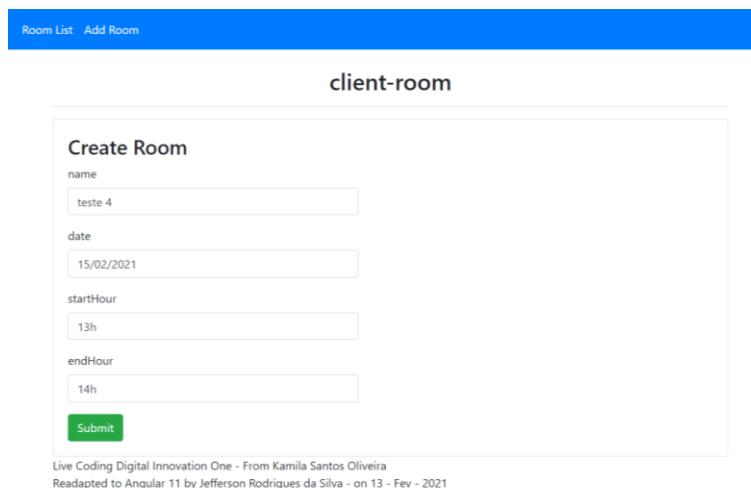 Room List Add Room
client-room
Create Room
name
teste 4
date
15/02/2021
startHour
13h
endHour
14h
Submit
Live Coding Digital Innovation One - From Kamila Santos Oliveira
Readapted to Angular 11 by Jefferson Rodrigues da Silva - on 13 - Fev - 2021